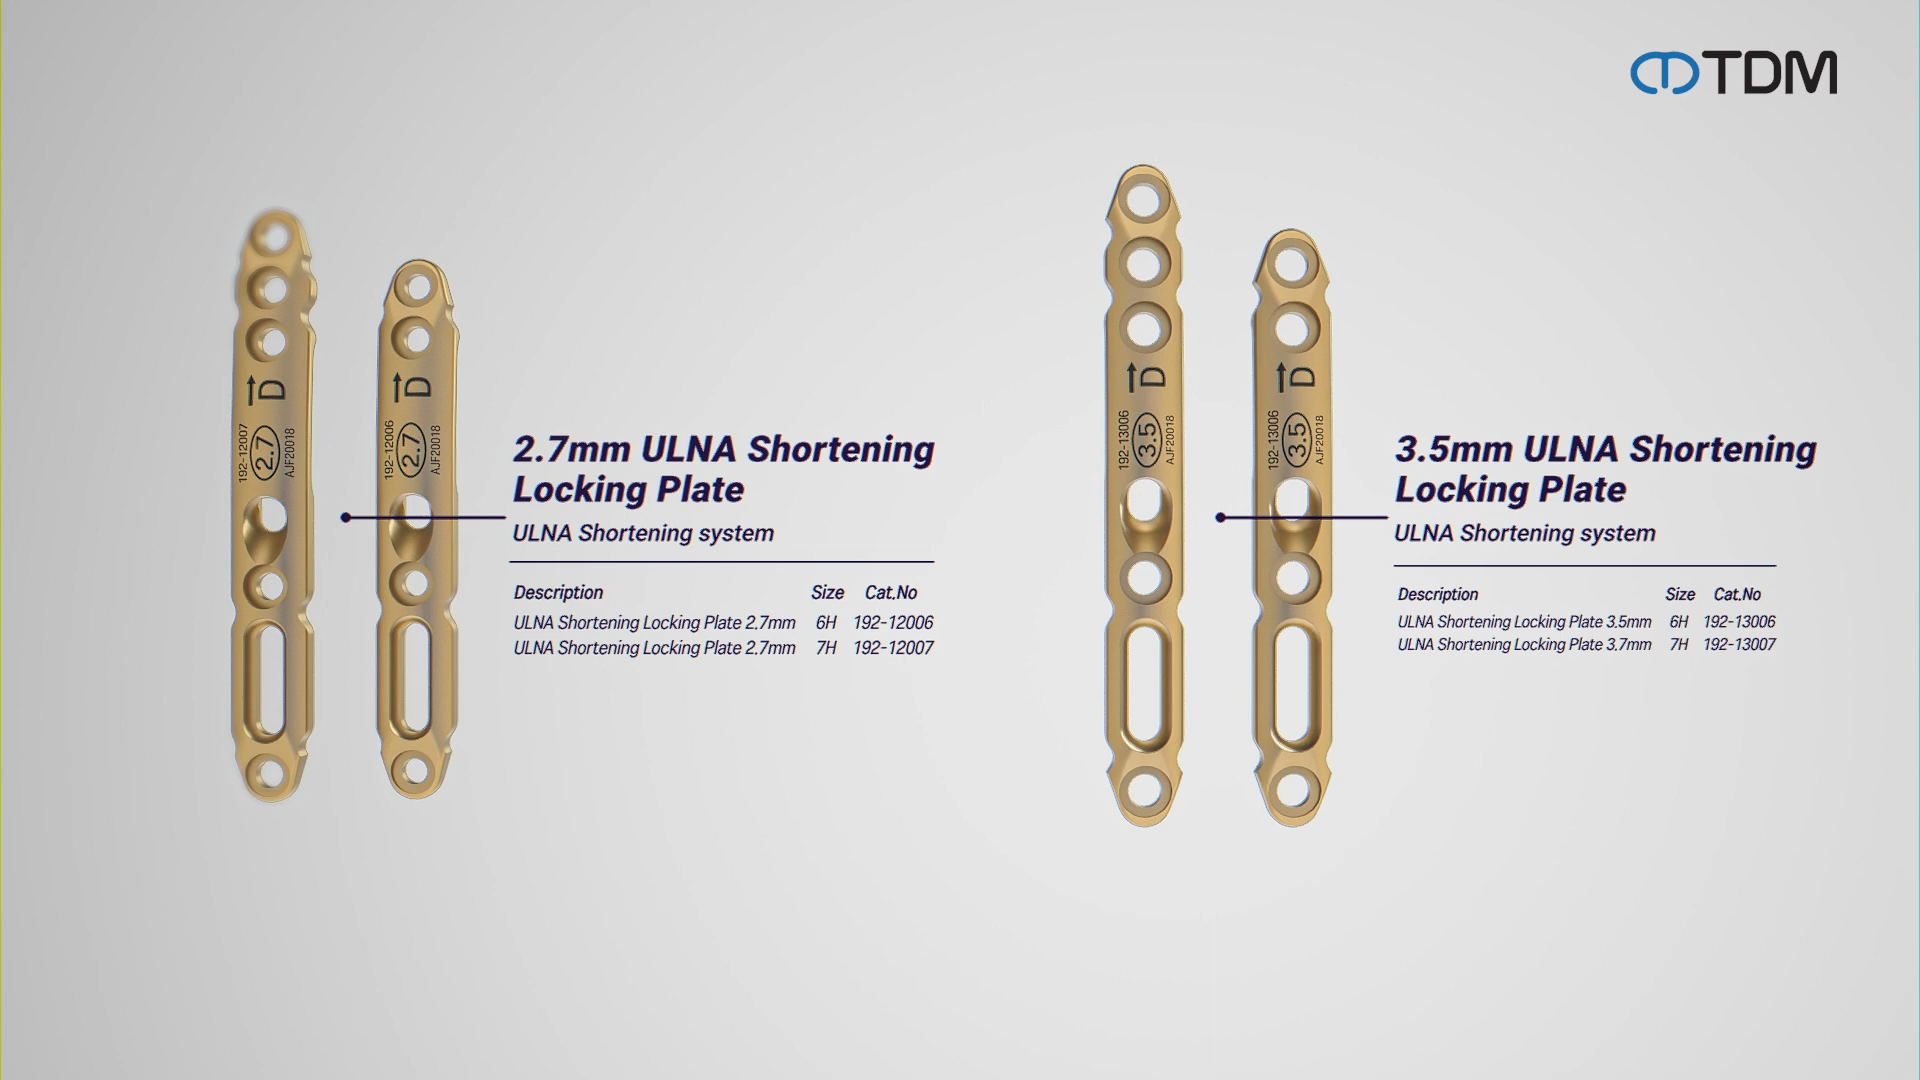 TDM
D
192-12007
2.7
AJF20018
D
192-12006
2.7
AJF20018
2.7mm ULNA Shortening
Locking Plate
ULNA Shortening system
Description Size Cat.No
ULNA Shortening Locking Plate 2.7mm 6H 192-12006
ULNA Shortening Locking Plate 2.7mm 7H 192-12007
D
192-13006
3.5
AJF20018
D
192-13006
3.5
AJF20018
3.5mm ULNA Shortening
Locking Plate
ULNA Shortening system
Description Size Cat.No
ULNA Shortening Locking Plate 3.5mm 6H 192-13006
ULNA Shortening Locking Plate 3.7mm 7H 192-13007